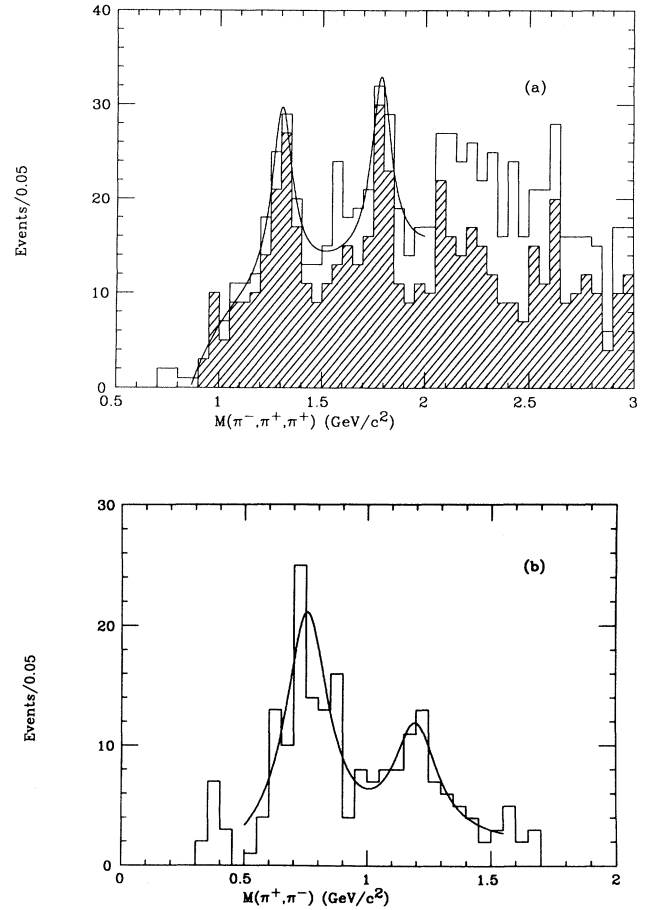 40
30
20
10
0
Events/0.05
(a)
0.5 1 1.5 2 2.5 3
M(π⁻,π⁺,π⁺) (GeV/c²)
30
20
10
0
Events/0.05
(b)
0 0.5 1 1.5 2
M(π⁺,π⁻) (GeV/c²)